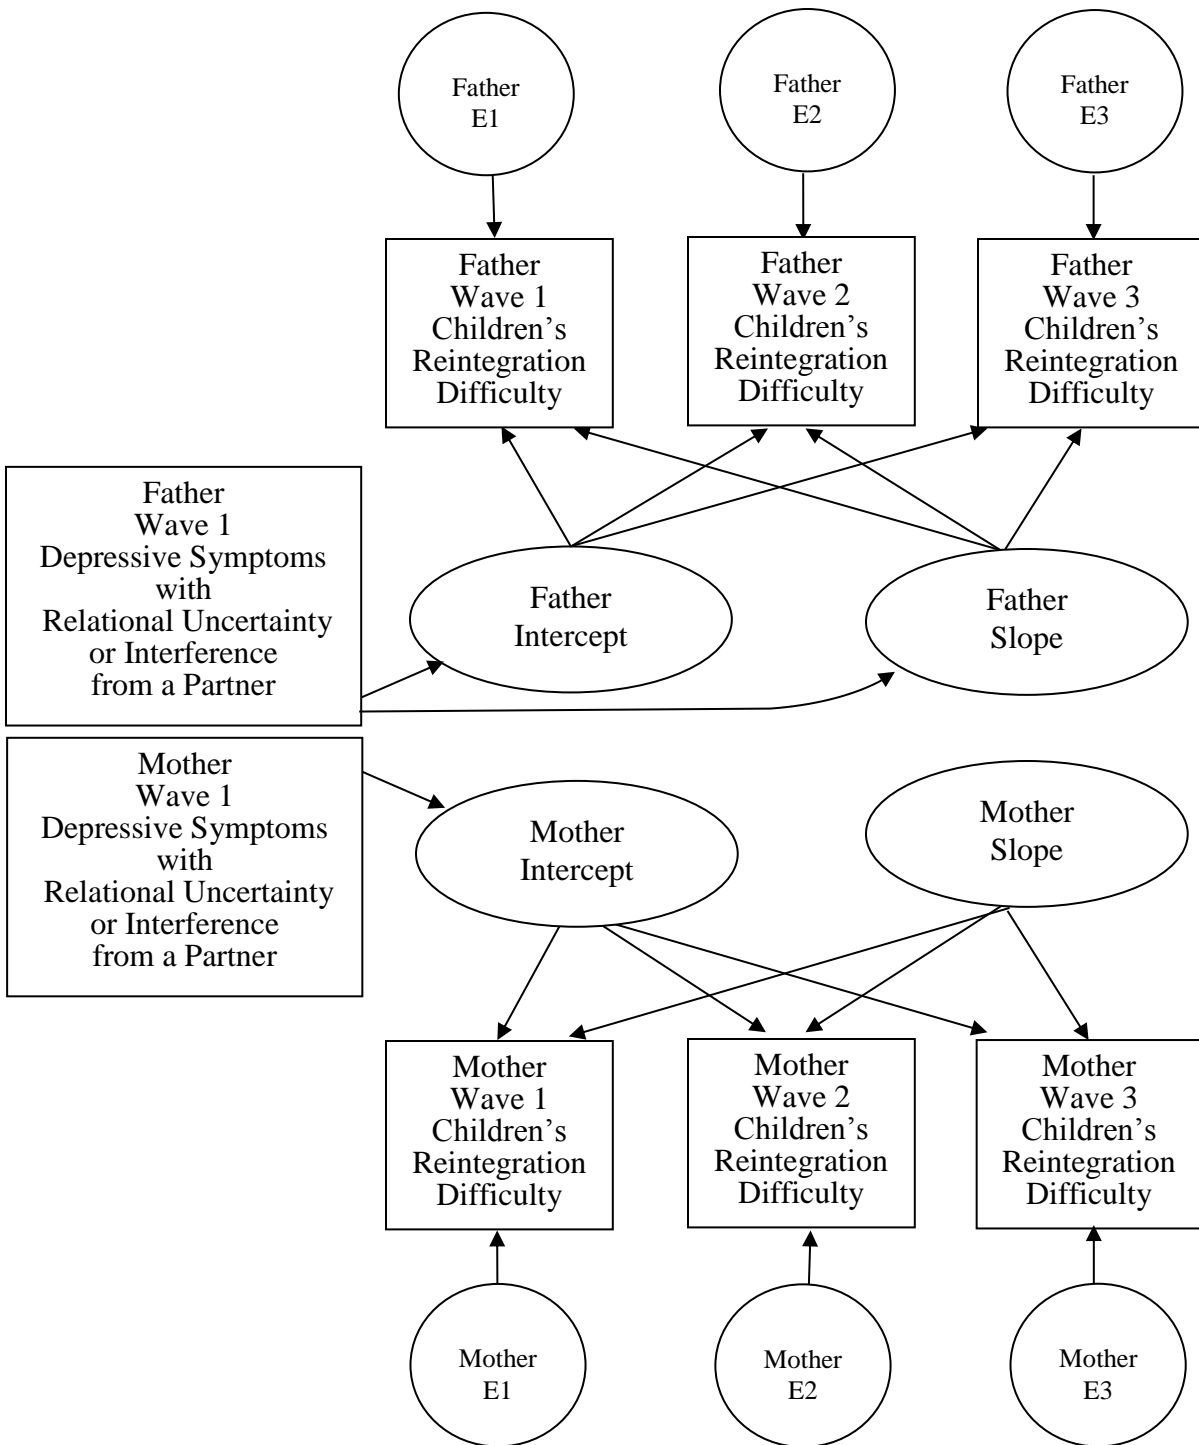 Father
E1
Father
E2
Father
E3
Father
Wave 1
Children’s
Reintegration
Difficulty
Father
Wave 2
Children’s
Reintegration
Difficulty
Father
Wave 3
Children’s
Reintegration
Difficulty
Father
Wave 1
Depressive Symptoms
with
Relational Uncertainty
or Interference
from a Partner
Father
Intercept
Father
Slope
Mother
Wave 1
Depressive Symptoms
with
Relational Uncertainty
or Interference
from a Partner
Mother
Intercept
Mother
Slope
Mother
Wave 1
Children’s
Reintegration
Difficulty
Mother
Wave 2
Children’s
Reintegration
Difficulty
Mother
Wave 3
Children’s
Reintegration
Difficulty
Mother
E1
Mother
E2
Mother
E3